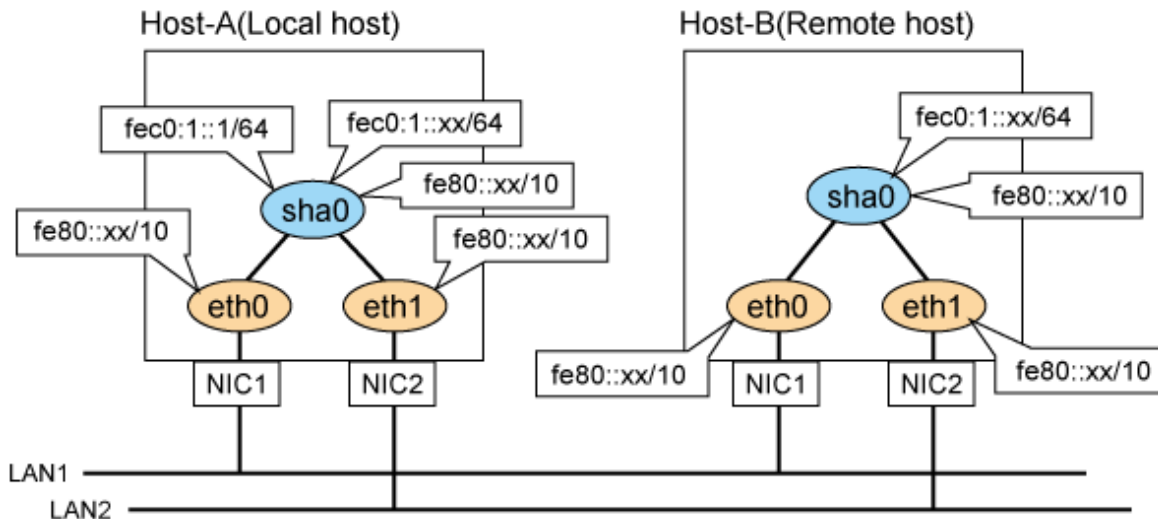 Host-A(Local host)
Host-B(Remote host)
fec0:1::1/64
fec0:1::xx/64
fec0:1::xx/64
fe80::xx/10
fe80::xx/10
sha0
sha0
fe80::xx/10
fe80::xx/10
eth0
eth1
eth0
eth1
fe80::xx/10
fe80::xx/10
NIC1
NIC2
NIC1
NIC2
LAN1
LAN2